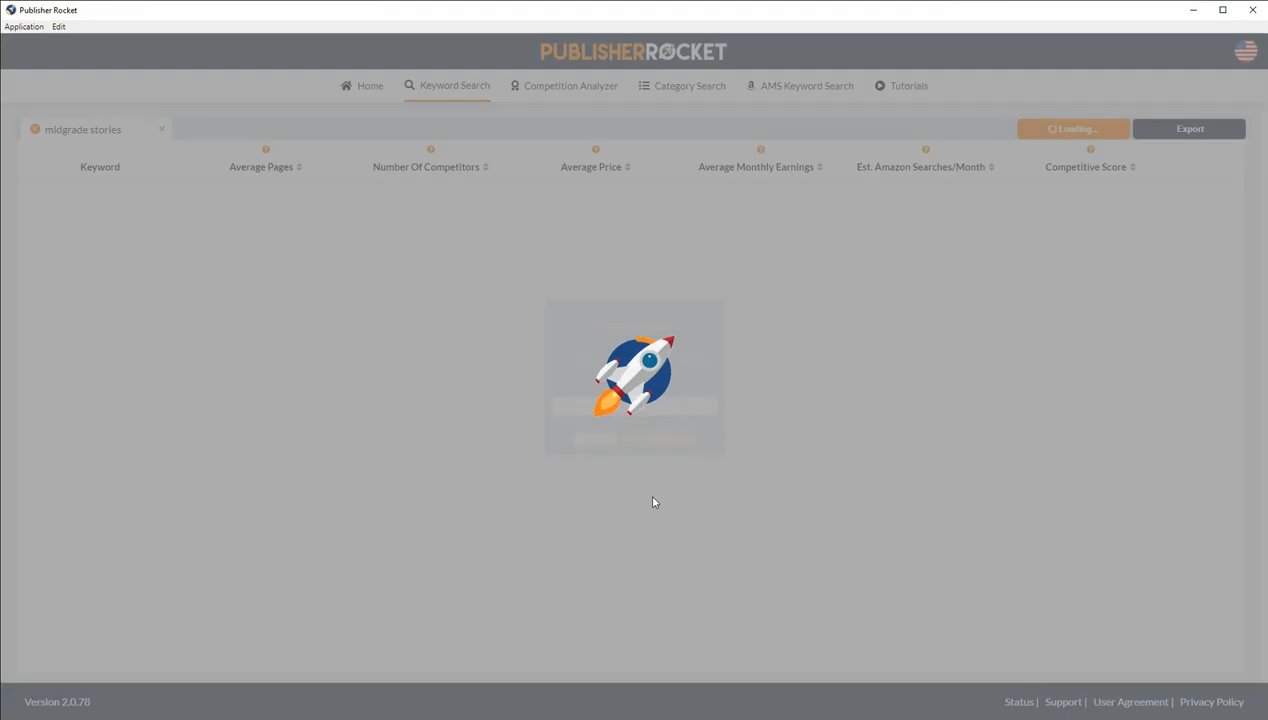 Publisher Rocket
Application Edit
PUBLISHERROCKET
Home Keyword Search Competition Analyzer Category Search AMS Keyword Search Tutorials
midgrade stories × Loading... Export
Keyword Average Pages Number Of Competitors Average Price Average Monthly Earnings Est. Amazon Searches/Month Competitive Score
Version 2.0.78 Status | Support | User Agreement | Privacy Policy